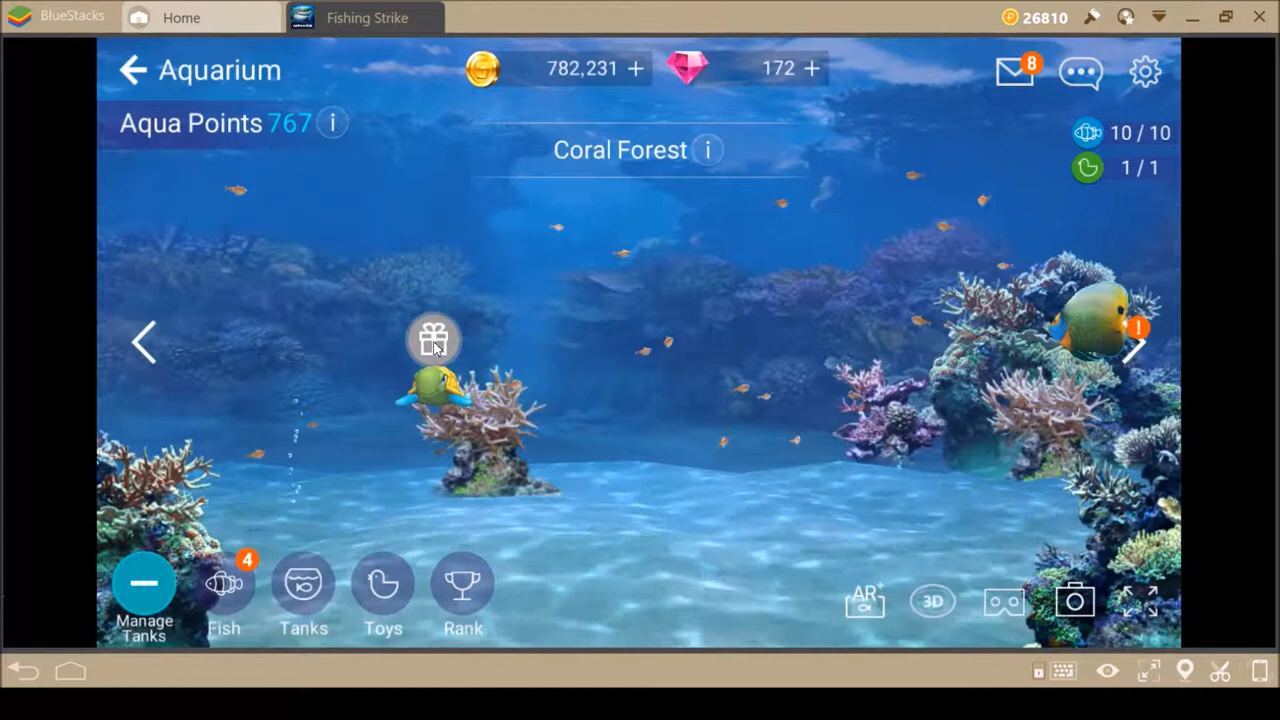 BlueStacks
Home
Fishing Strike
26810
Aquarium
782,231 +
172 +
8
Aqua Points 767 i
Coral Forest i
10 / 10
1 / 1
!
4
Manage
Tanks
Fish
Tanks
Toys
Rank
AR+
3D